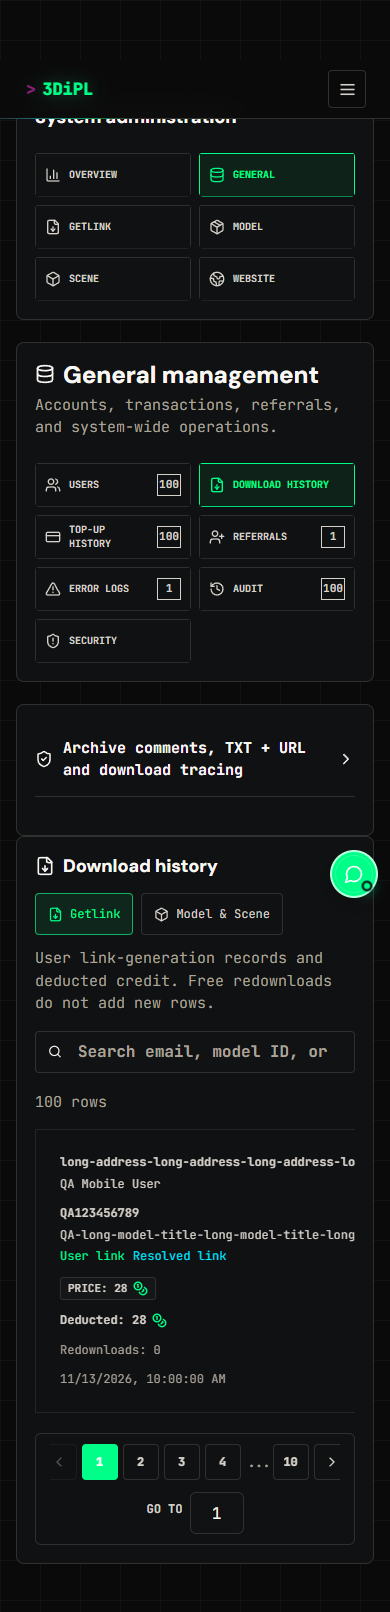 > 3DiPL
System administration
OVERVIEW
GENERAL
GETLINK
MODEL
SCENE
WEBSITE
General management
Accounts, transactions, referrals,
and system-wide operations.
USERS 100
DOWNLOAD HISTORY
TOP-UP
HISTORY 100
REFERRALS 1
ERROR LOGS 1
AUDIT 100
SECURITY
Archive comments, TXT + URL
and download tracing
Download history
Getlink
Model & Scene
User link-generation records and
deducted credit. Free redownloads
do not add new rows.
Search email, model ID, or
100 rows
long-address-long-address-long-address-lo
QA Mobile User
QA123456789
QA-long-model-title-long-model-title-long
User link Resolved link
PRICE: 28
Deducted: 28
Redownloads: 0
11/13/2026, 10:00:00 AM
1 2 3 4 ... 10
GO TO 1